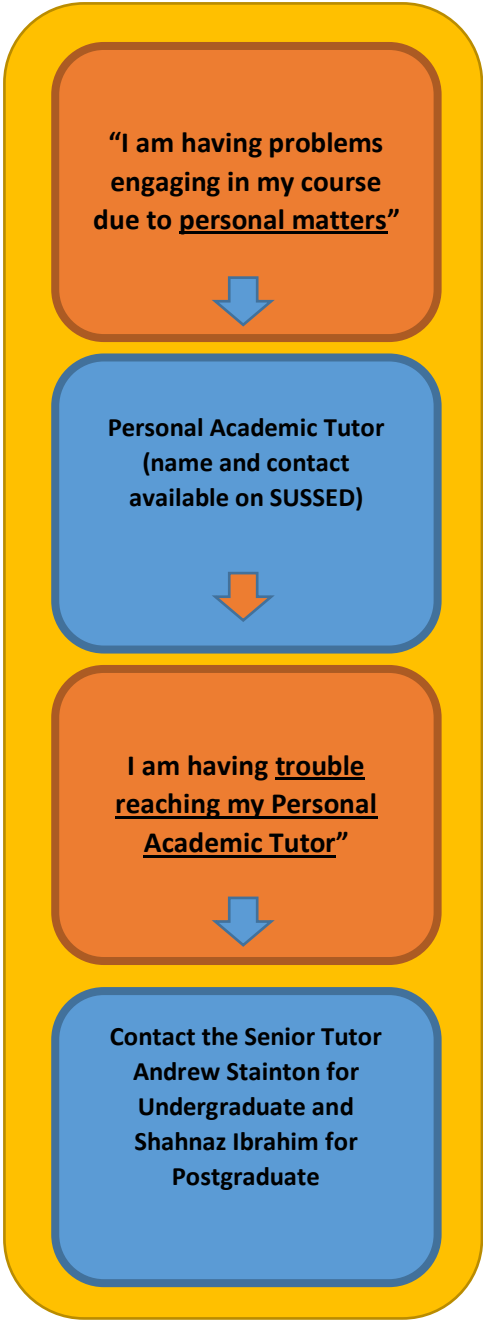 “I am having problems
engaging in my course
due to personal matters”
Personal Academic Tutor
(name and contact
available on SUSSED)
I am having trouble
reaching my Personal
Academic Tutor”
Contact the Senior Tutor
Andrew Stainton for
Undergraduate and
Shahnaz Ibrahim for
Postgraduate